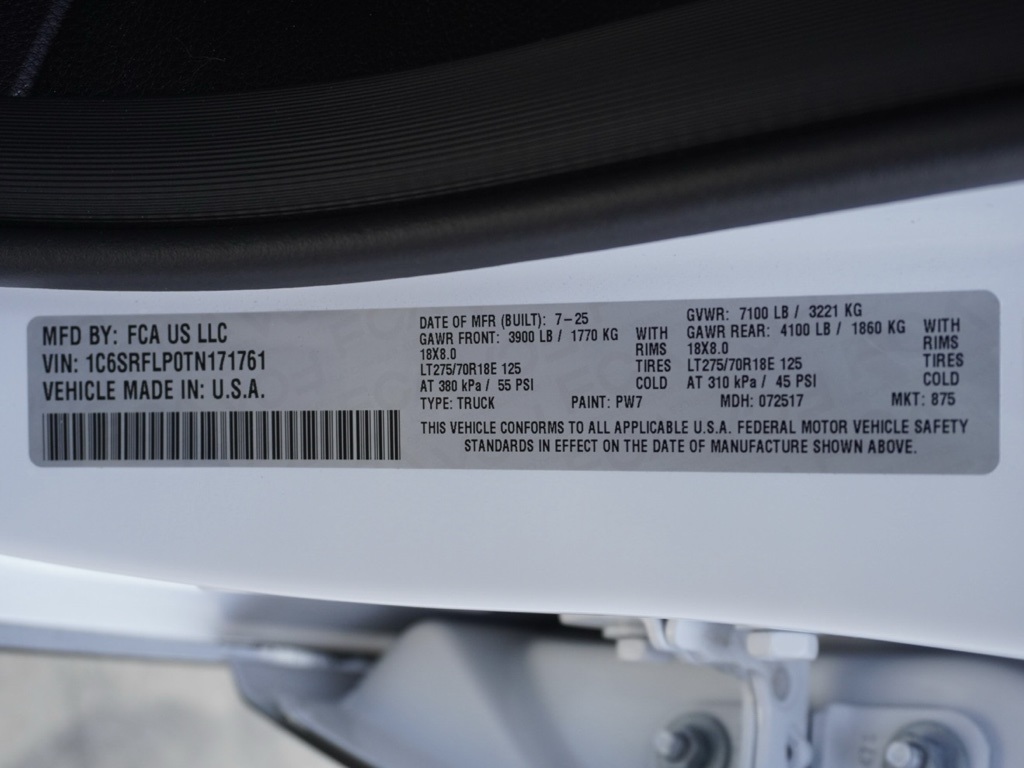 MFD BY: FCA US LLC
VIN: 1C6SRFLP0TN171761
VEHICLE MADE IN: U.S.A.
DATE OF MFR (BUILT): 7-25
GAWR FRONT: 3900 LB / 1770 KG WITH
18X8.0 RIMS
LT275/70R18E 125 TIRES
AT 380 kPa / 55 PSI COLD
GVWR: 7100 LB / 3221 KG
GAWR REAR: 4100 LB / 1860 KG WITH
18X8.0 RIMS
LT275/70R18E 125 TIRES
AT 310 kPa / 45 PSI COLD
TYPE: TRUCK PAINT: PW7 MDH: 072517 MKT: 875
THIS VEHICLE CONFORMS TO ALL APPLICABLE U.S.A. FEDERAL MOTOR VEHICLE SAFETY
STANDARDS IN EFFECT ON THE DATE OF MANUFACTURE SHOWN ABOVE.